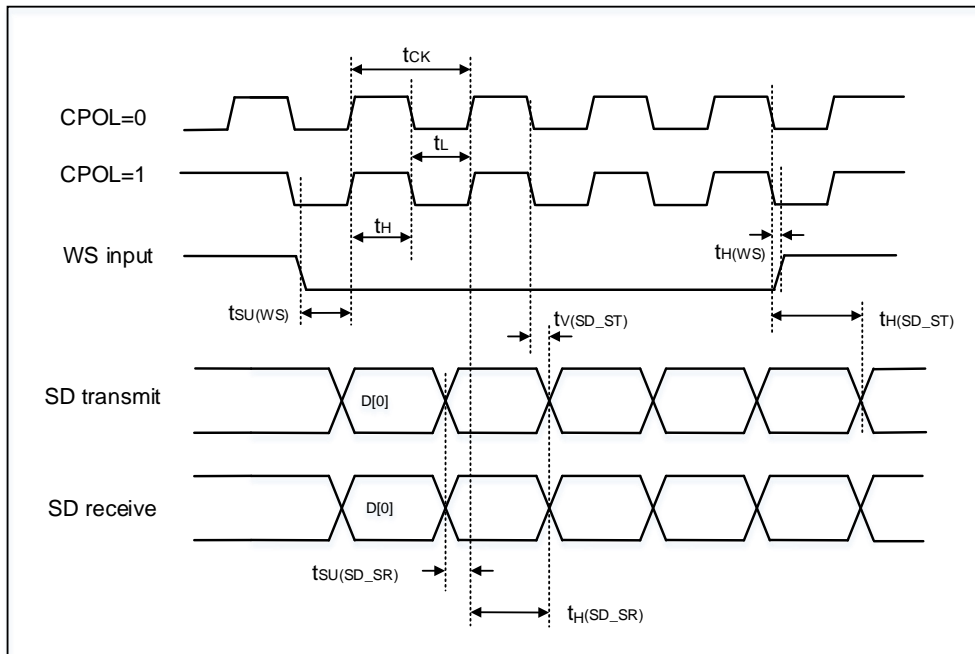 tCK
CPOL=0
tL
CPOL=1
tH
tH(WS)
WS input
tSU(WS)
tV(SD_ST)
tH(SD_ST)
SD transmit
D[0]
SD receive
D[0]
tSU(SD_SR)
tH(SD_SR)